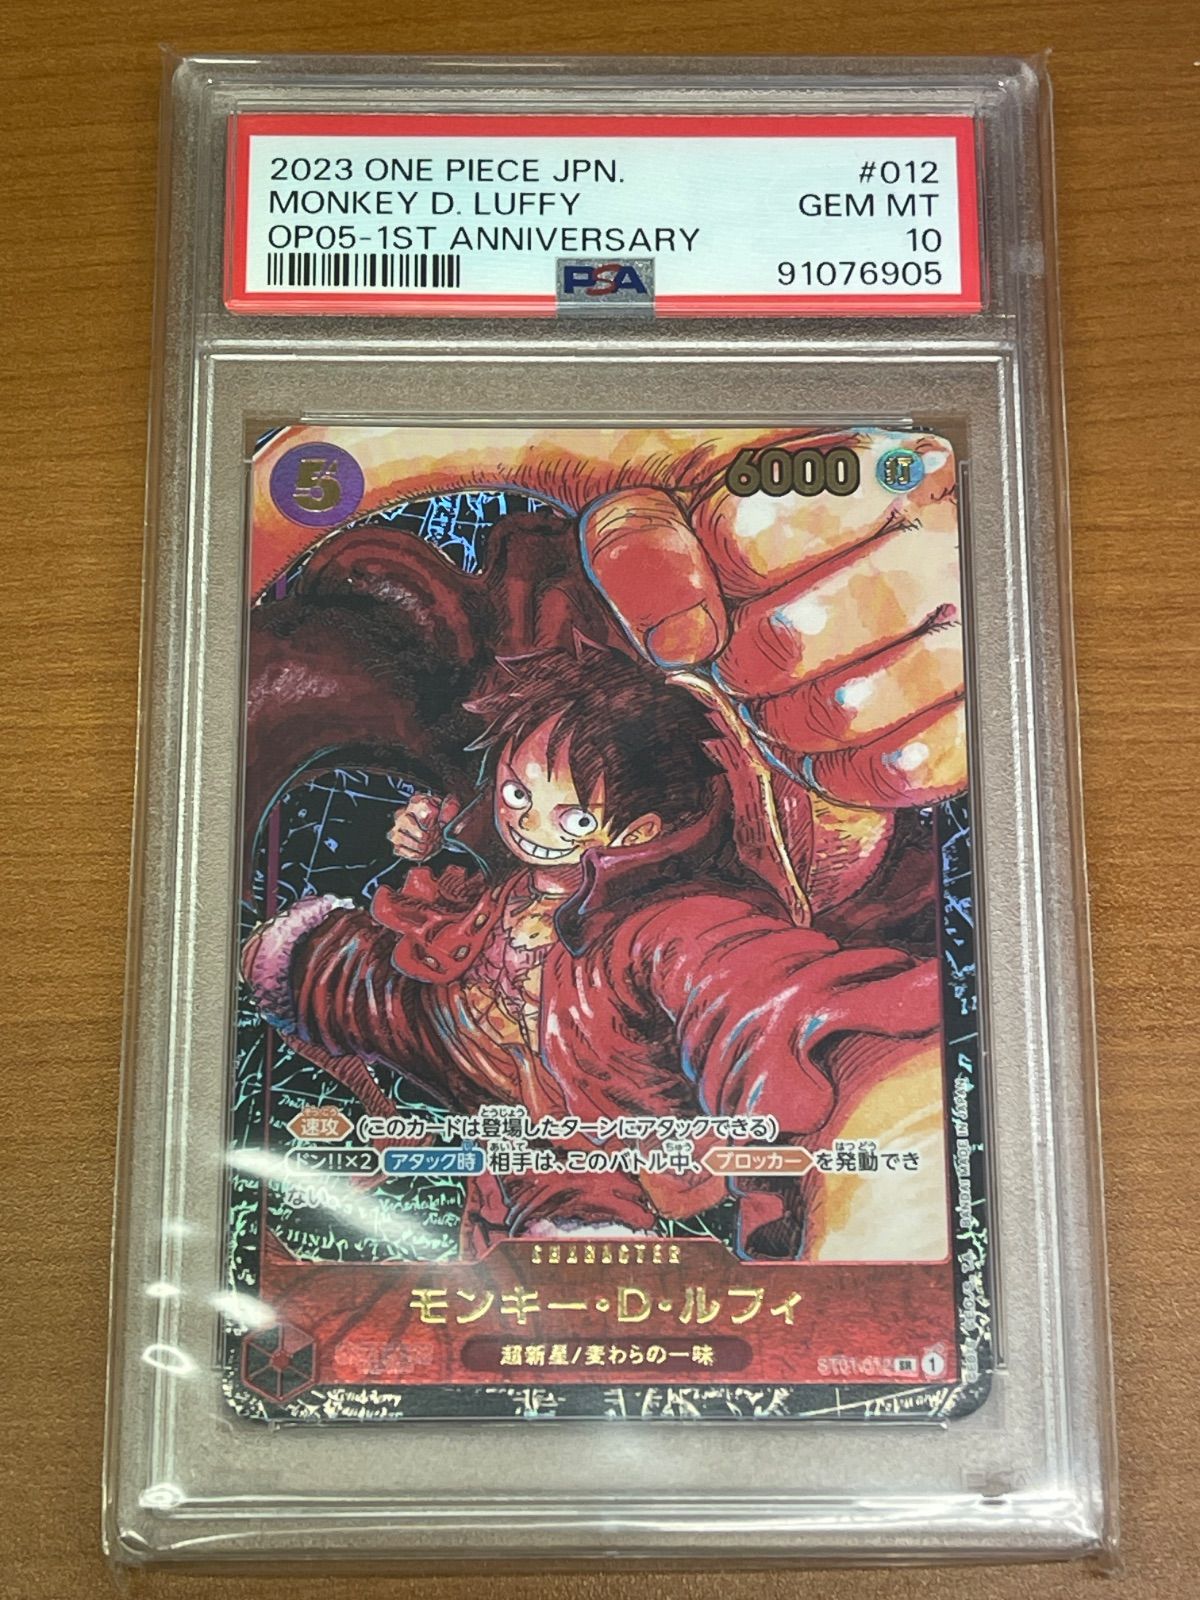 2023 ONE PIECE JPN. #012
MONKEY D. LUFFY GEM MT
OP05-1ST ANNIVERSARY 10
PSA 91076905
5 6000 打
速攻 (このカードは登場したターンにアタックできる)
ドン!!×2 アタック時 相手は、このバトル中、ブロッカー を発動でき
ない。
CHARACTER
モンキー・D・ルフィ
超新星/麦わらの一味
ST01-012 SR 1